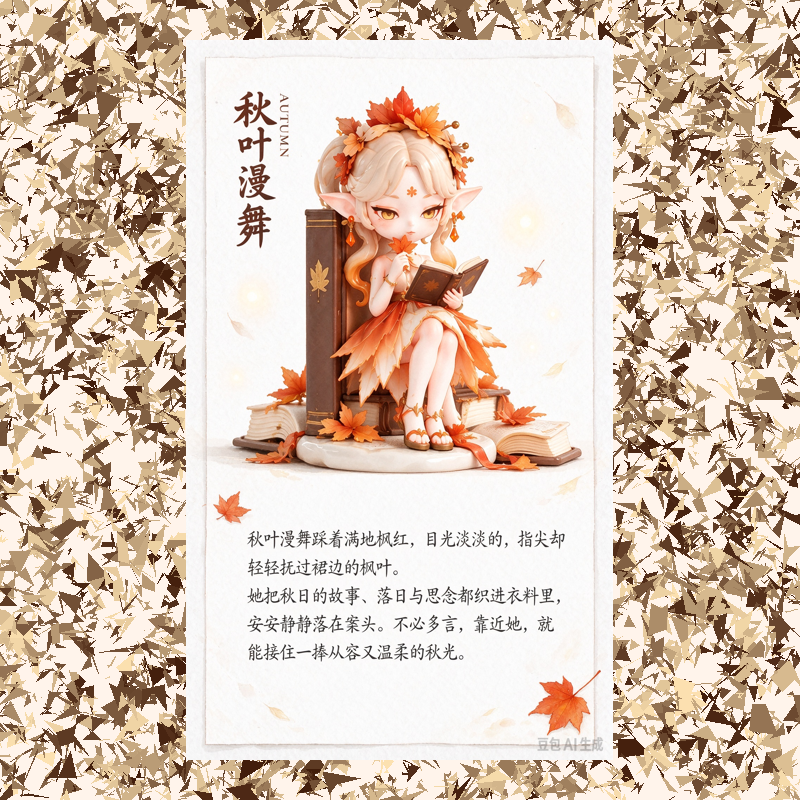 秋叶漫舞
AUTUMN
秋叶漫舞踩着满地枫红，目光淡淡的，指尖却
轻轻抚过裙边的枫叶。
她把秋日的故事、落日与思念都织进衣料里，
安安静静落在案头。不必多言，靠近她，就
能接住一捧从容又温柔的秋光。
豆包AI生成